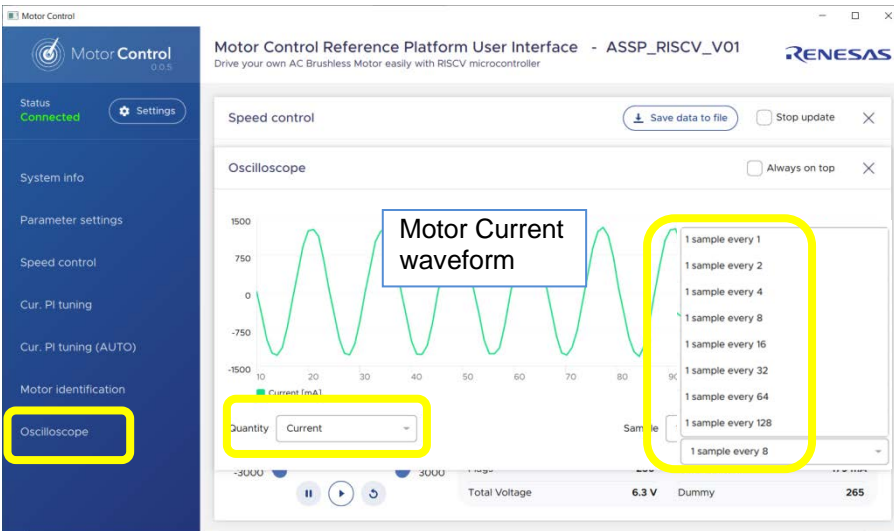 Motor Control
Motor Control
0.0.5
Motor Control Reference Platform User Interface - ASSP_RISCV_V01
Drive your own AC Brushless Motor easily with RISCV microcontroller
RENESAS
Status
Connected
Settings
System info
Parameter settings
Speed control
Cur. PI tuning
Cur. PI tuning (AUTO)
Motor identification
Oscilloscope
Speed control
Save data to file
Stop update
Oscilloscope
Always on top
Motor Current
waveform
1500
750
0
-750
-1500
10 20 30 40 50 60 70 80
Current [mA]
1 sample every 1
1 sample every 2
1 sample every 4
1 sample every 8
1 sample every 16
1 sample every 32
1 sample every 64
1 sample every 128
Quantity Current
1 sample every 8
-3000 3000
Total Voltage 6.3 V Dummy 265